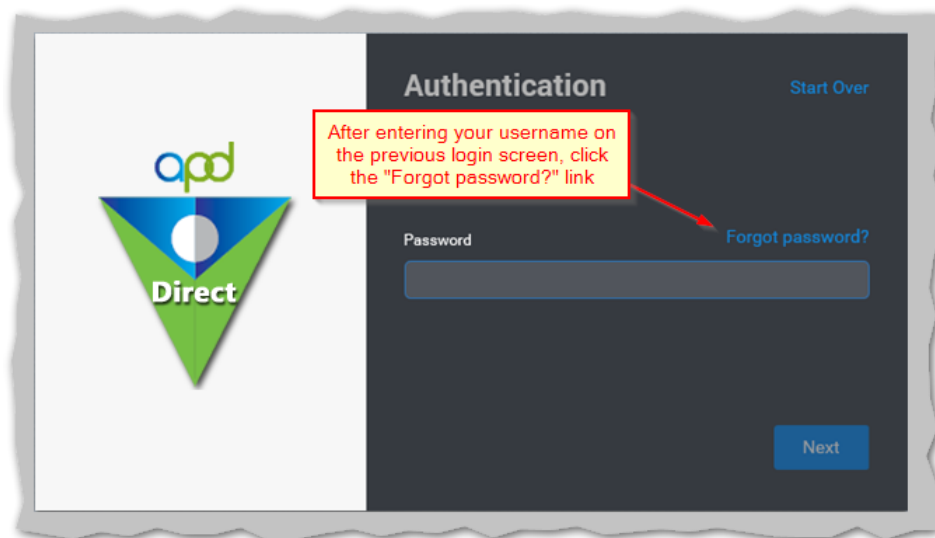 Authentication
Start Over
After entering your username on
the previous login screen, click
the "Forgot password?" link
apd
Direct
Password
Forgot password?
Next